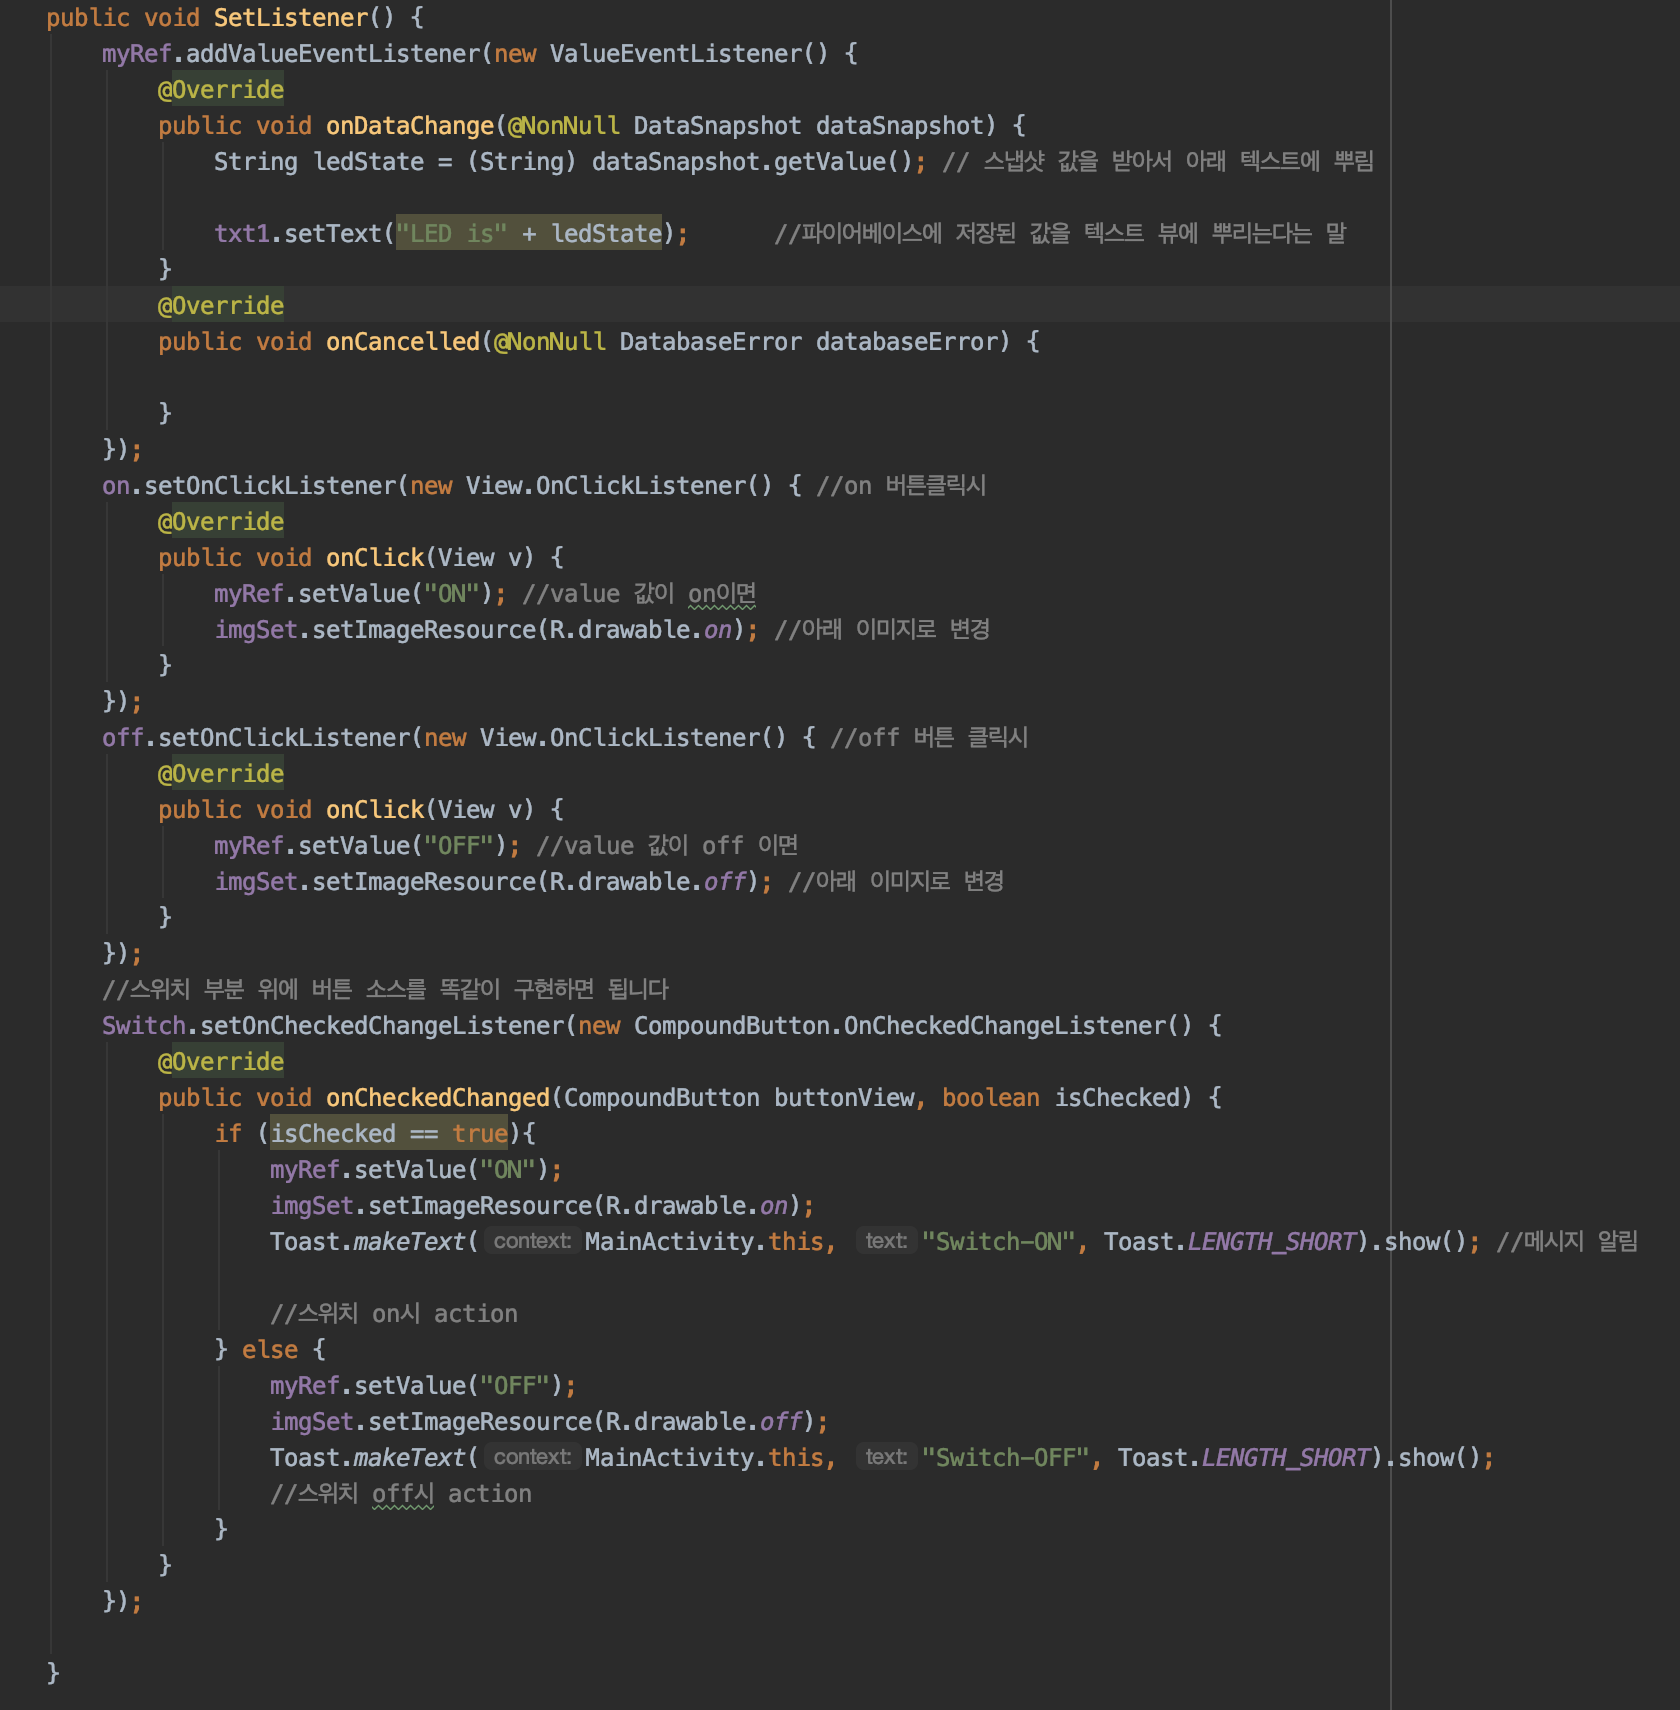 public void SetListener() {
myRef.addValueEventListener(new ValueEventListener() {
@Override
public void onDataChange(@NonNull DataSnapshot dataSnapshot) {
String ledState = (String) dataSnapshot.getValue(); // 스냅샷 값을 받아서 아래 텍스트에 뿌림
txt1.setText("LED is" + ledState); //파이어베이스에 저장된 값을 텍스트 뷰에 뿌리는다는 말
}
@Override
public void onCancelled(@NonNull DatabaseError databaseError) {
}
});
on.setOnClickListener(new View.OnClickListener() { //on 버튼클릭시
@Override
public void onClick(View v) {
myRef.setValue("ON"); //value 값이 on이면
imgSet.setImageResource(R.drawable.on); //아래 이미지로 변경
}
});
off.setOnClickListener(new View.OnClickListener() { //off 버튼 클릭시
@Override
public void onClick(View v) {
myRef.setValue("OFF"); //value 값이 off 이면
imgSet.setImageResource(R.drawable.off); //아래 이미지로 변경
}
});
//스위치 부분 위에 버튼 소스를 똑같이 구현하면 됩니다
Switch.setOnCheckedChangeListener(new CompoundButton.OnCheckedChangeListener() {
@Override
public void onCheckedChanged(CompoundButton buttonView, boolean isChecked) {
if (isChecked == true){
myRef.setValue("ON");
imgSet.setImageResource(R.drawable.on);
Toast.makeText( context: MainActivity.this, text: "Switch-ON", Toast.LENGTH_SHORT).show(); //메시지 알림
//스위치 on시 action
} else {
myRef.setValue("OFF");
imgSet.setImageResource(R.drawable.off);
Toast.makeText( context: MainActivity.this, text: "Switch-OFF", Toast.LENGTH_SHORT).show();
//스위치 off시 action
}
}
});
}